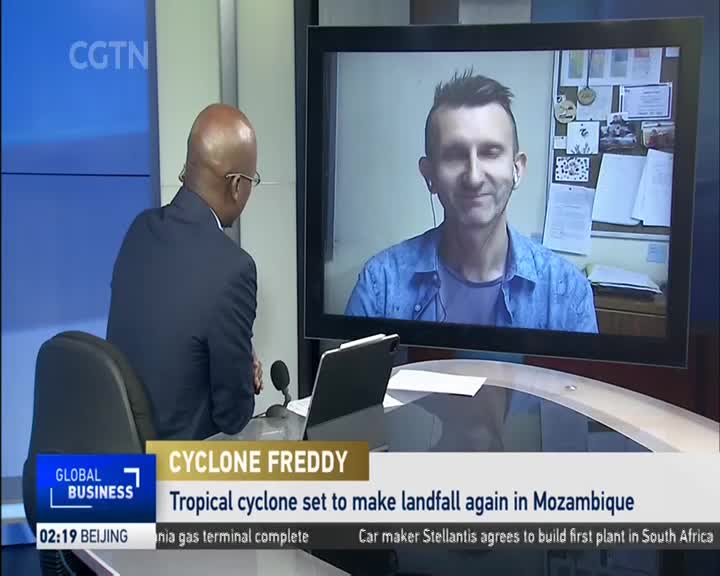 CGTN
CYCLONE FREDDY
GLOBAL
BUSINESS
Tropical cyclone set to make landfall again in Mozambique
02:19 BEIJING
gas terminal complete
Car maker Stellantis agrees to build first plant in South Africa